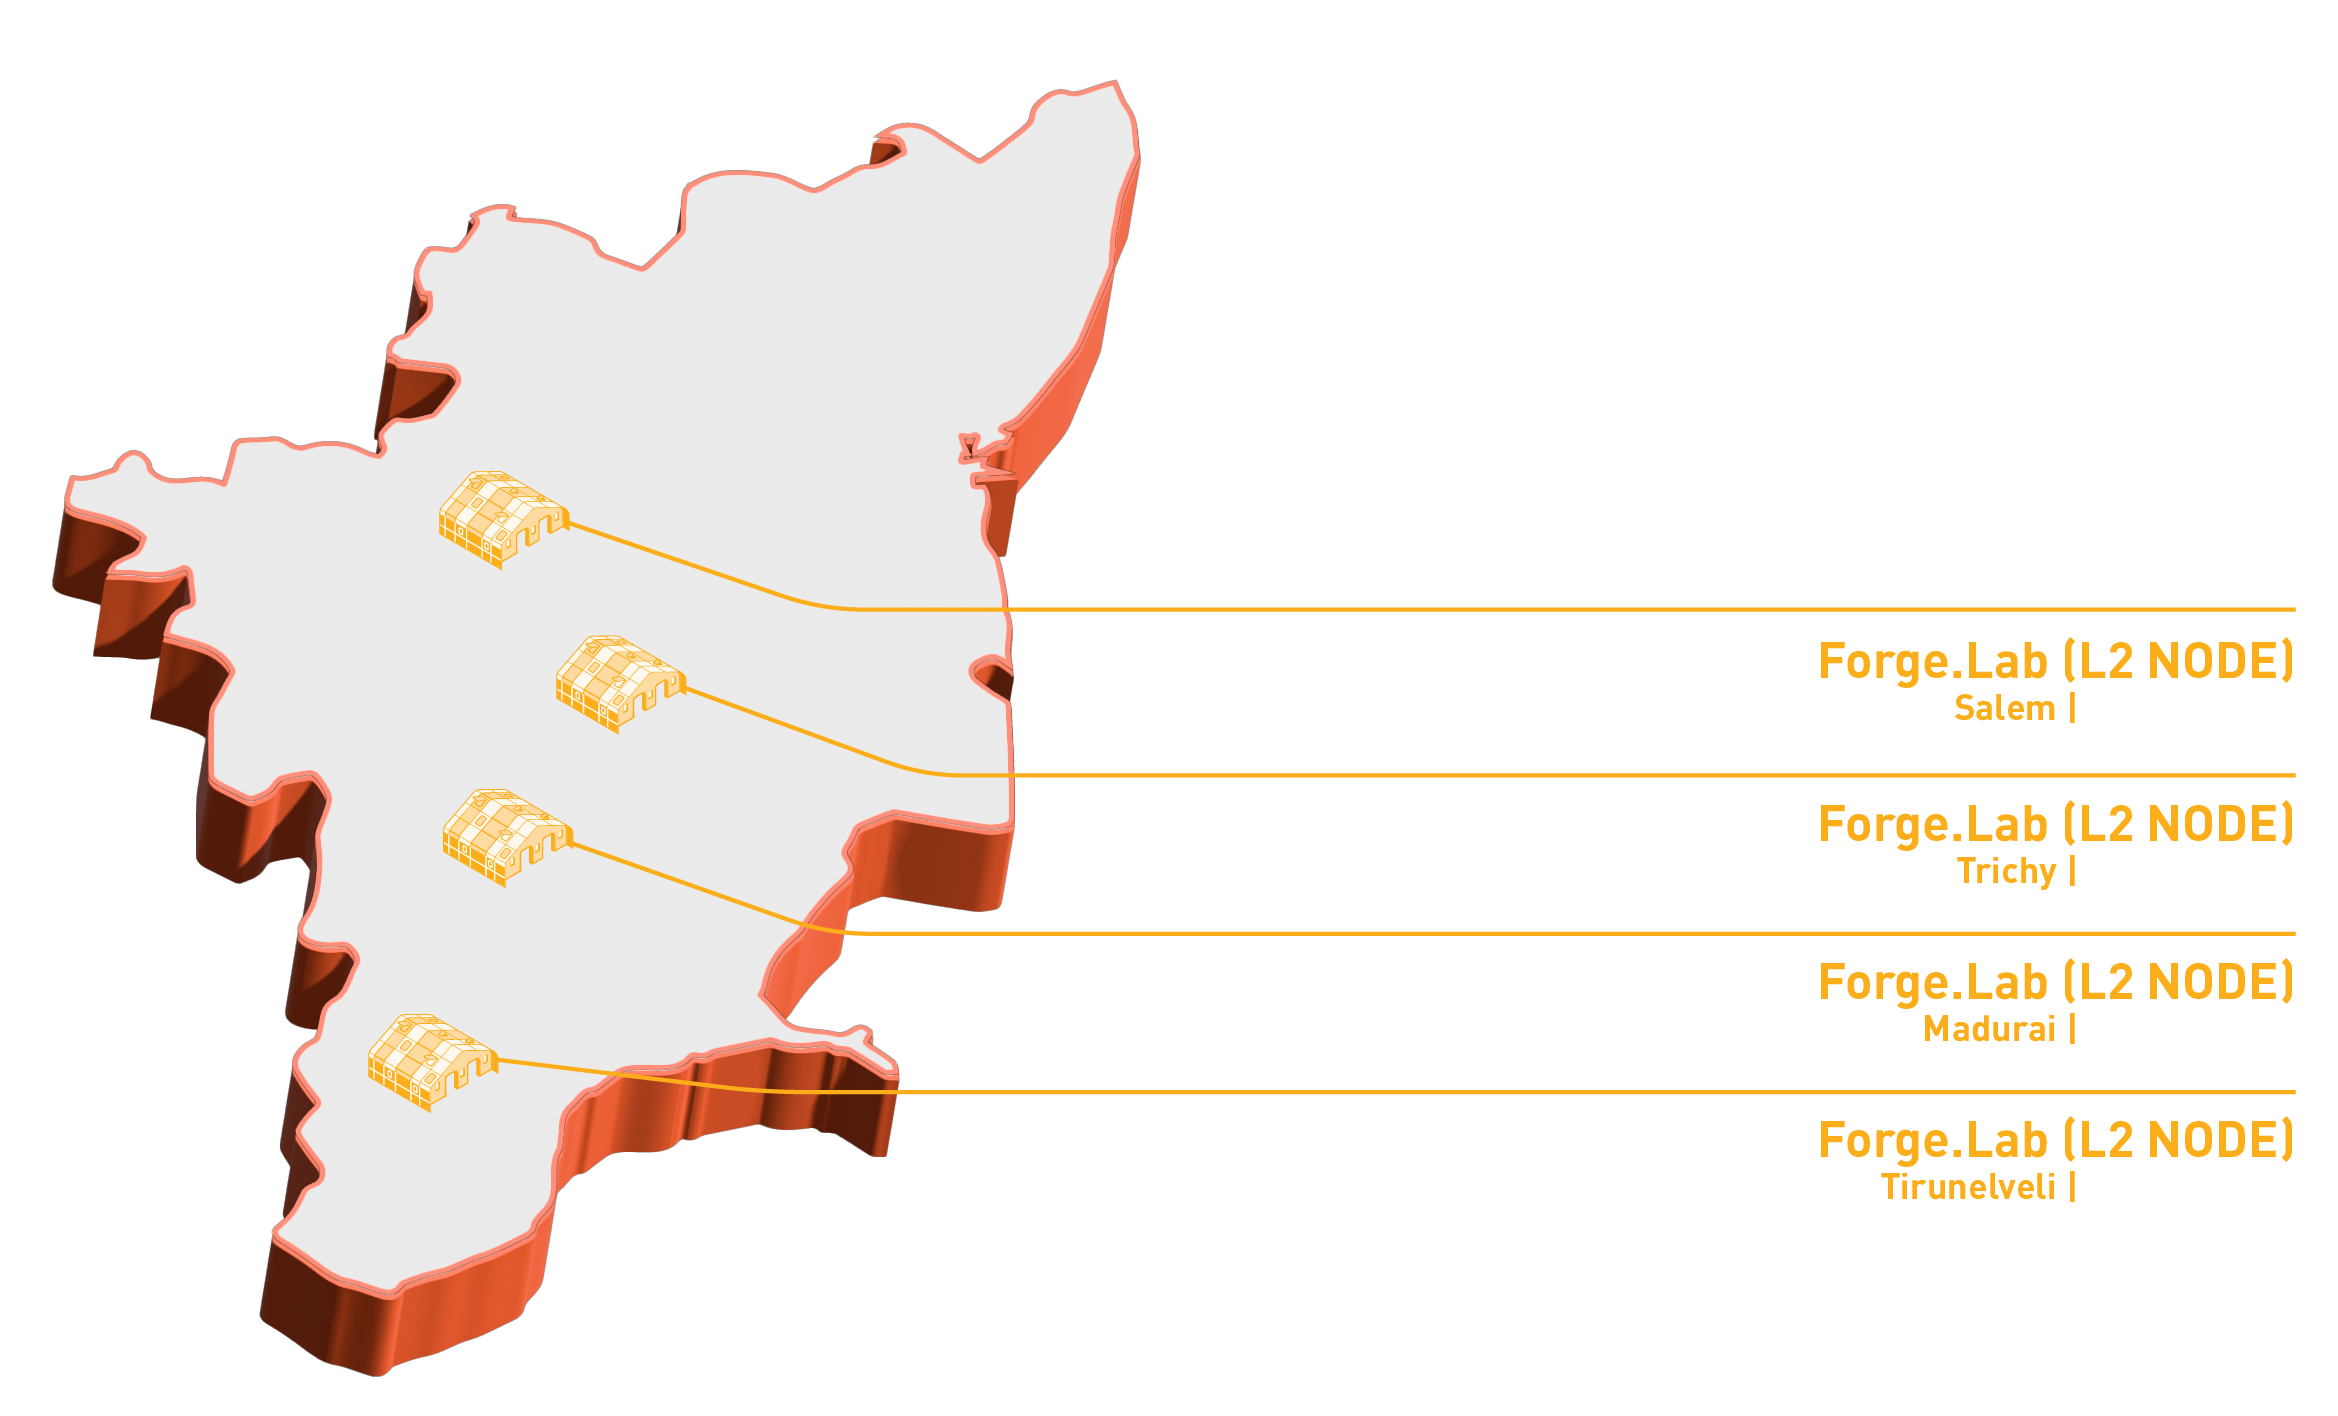 Forge.Lab (L2 NODE)
Salem |
Forge.Lab (L2 NODE)
Trichy |
Forge.Lab (L2 NODE)
Madurai |
Forge.Lab (L2 NODE)
Tirunelveli |